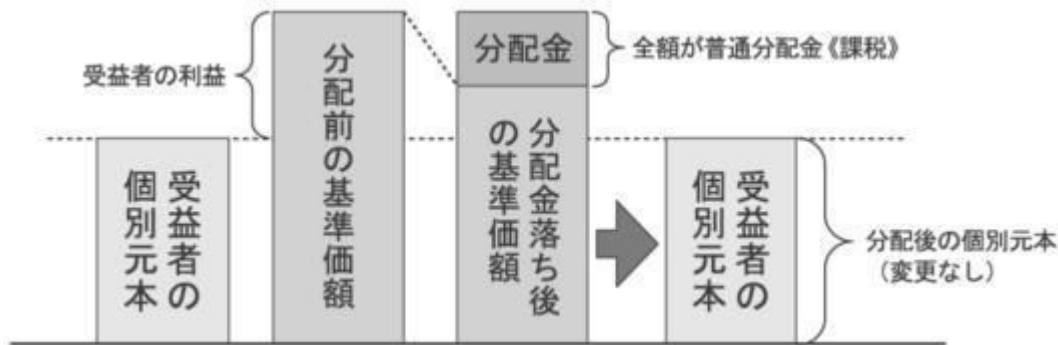 受益者の利益
受益者の
個別元本
分配前の基準価額
分配金
全額が普通分配金《課税》
分配金落ち後
の基準価額
受益者の
個別元本
分配後の個別元本
（変更なし）